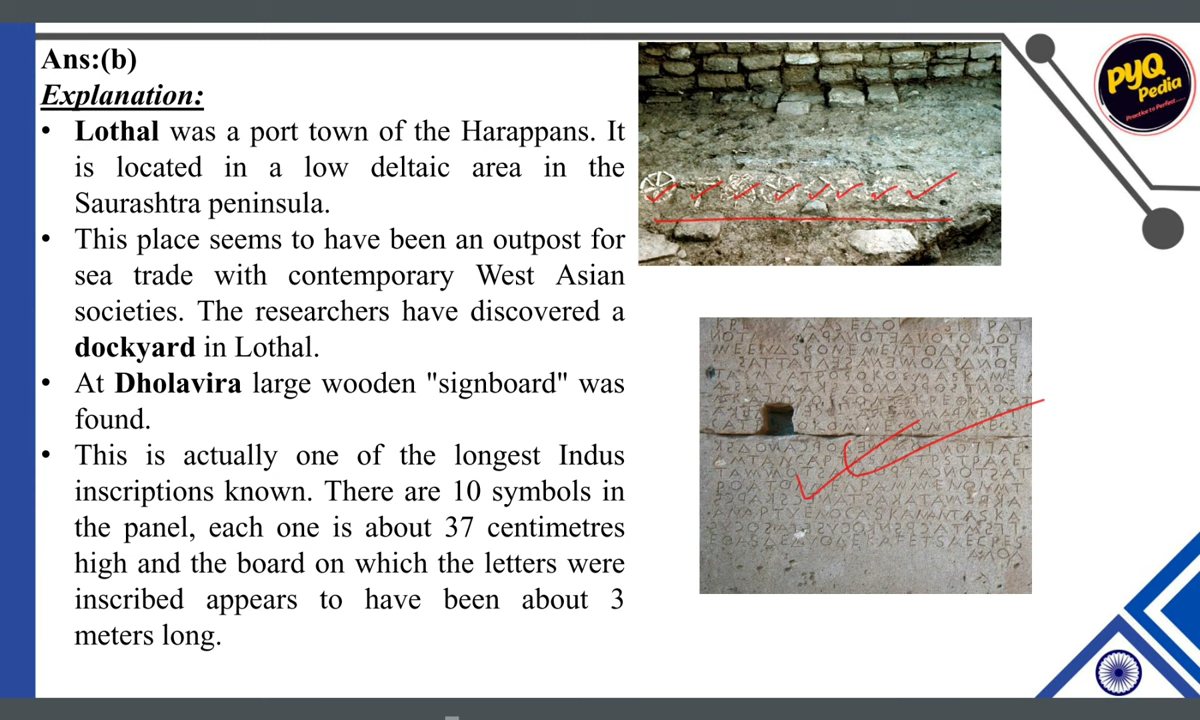 Ans:(b)
Explanation:
• Lothal was a port town of the Harappans. It
is located in a low deltaic area in the
Saurashtra peninsula.
• This place seems to have been an outpost for
sea trade with contemporary West Asian
societies. The researchers have discovered a
dockyard in Lothal.
• At Dholavira large wooden "signboard" was
found.
• This is actually one of the longest Indus
inscriptions known. There are 10 symbols in
the panel, each one is about 37 centimetres
high and the board on which the letters were
inscribed appears to have been about 3
meters long.
PYQ
Pedia
Practice to Perfect